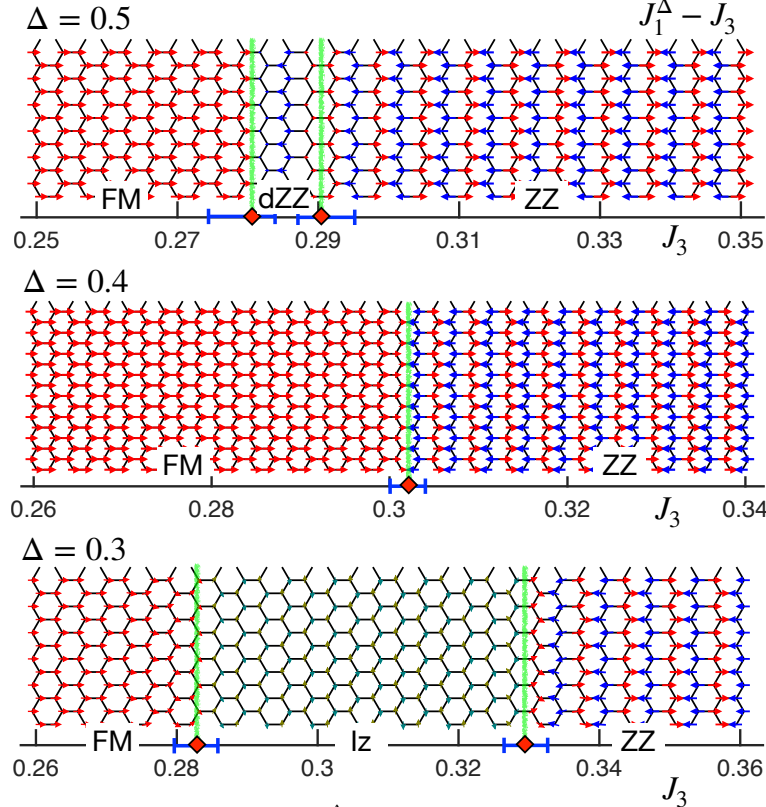 Δ = 0.5 J₁^Δ − J₃
FM dZZ ZZ
0.25 0.27 0.29 0.31 0.33 0.35
J₃
Δ = 0.4
FM ZZ
0.26 0.28 0.3 0.32 0.34
J₃
Δ = 0.3
FM Iz ZZ
0.26 0.28 0.3 0.32 0.34 0.36
J₃